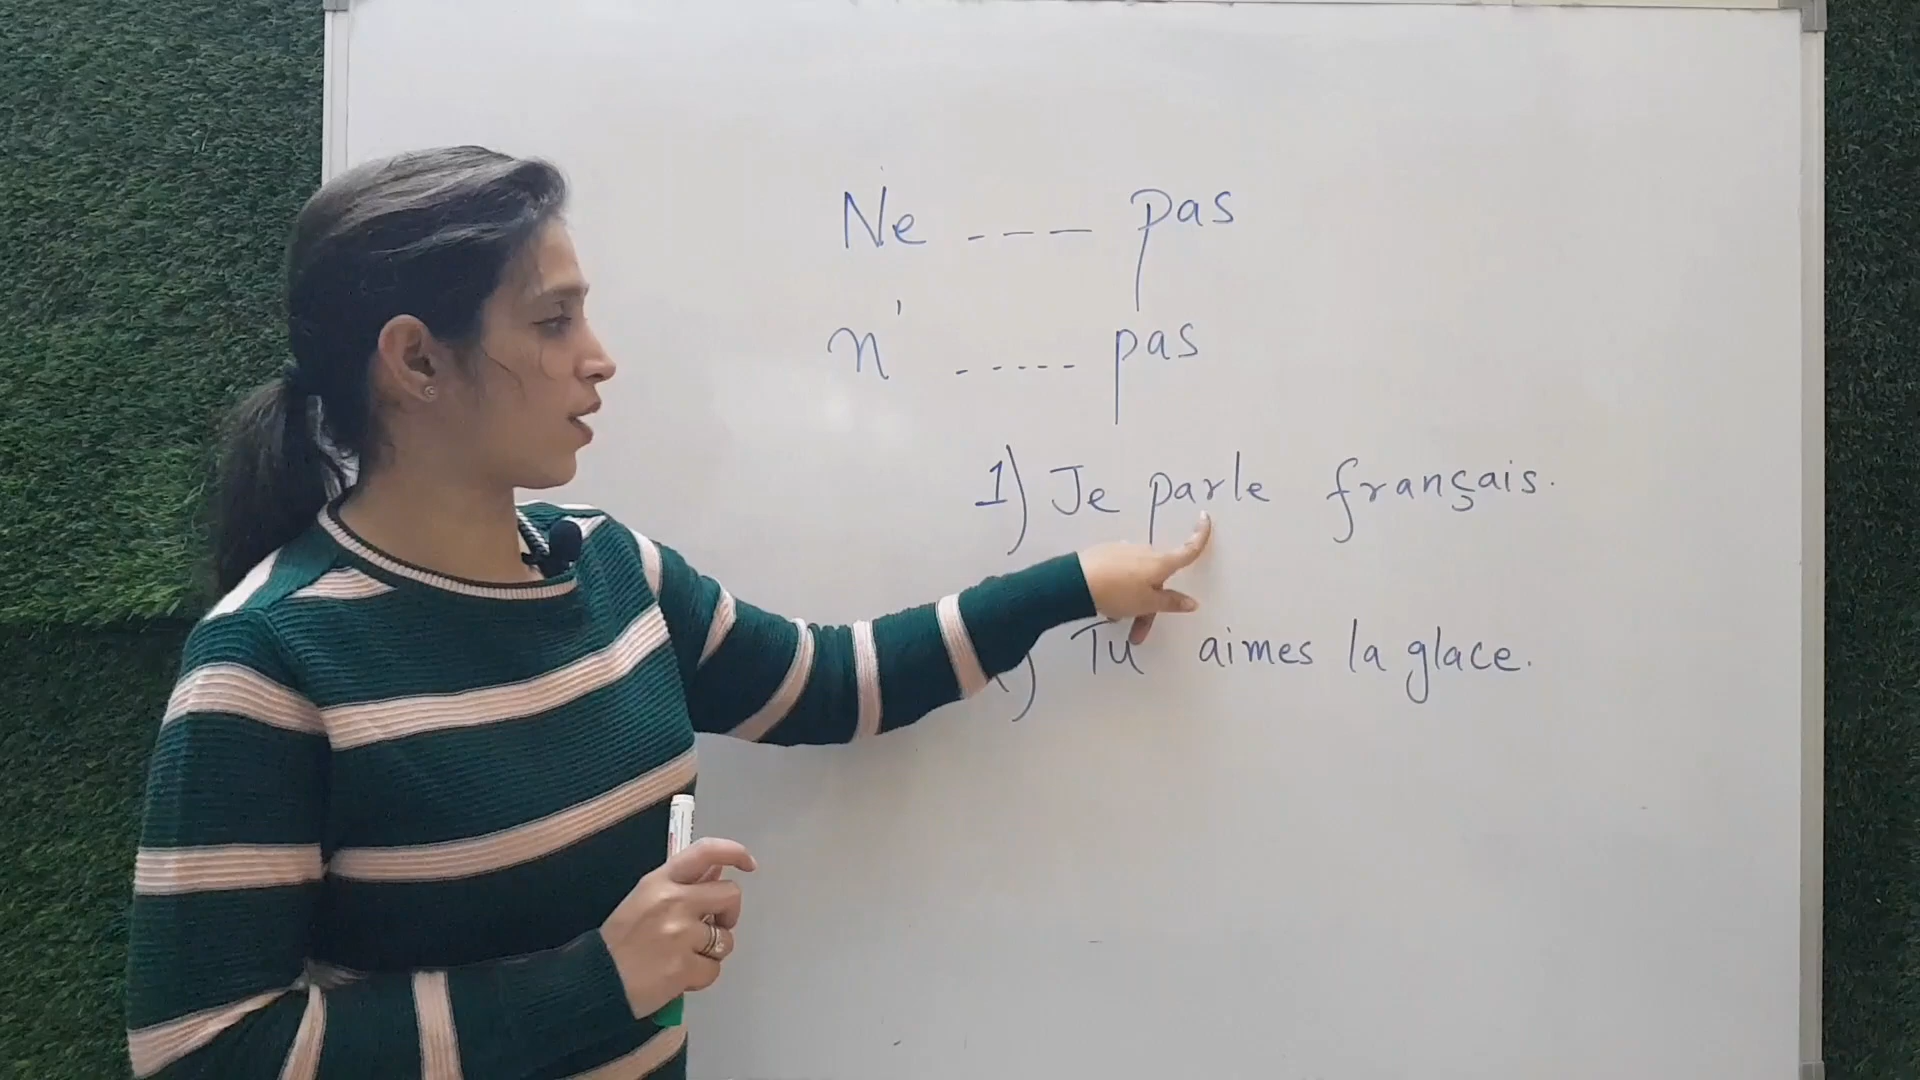 Ne --- pas
n' ..... pas
1) Je parle français.
) Tu aimes la glace.